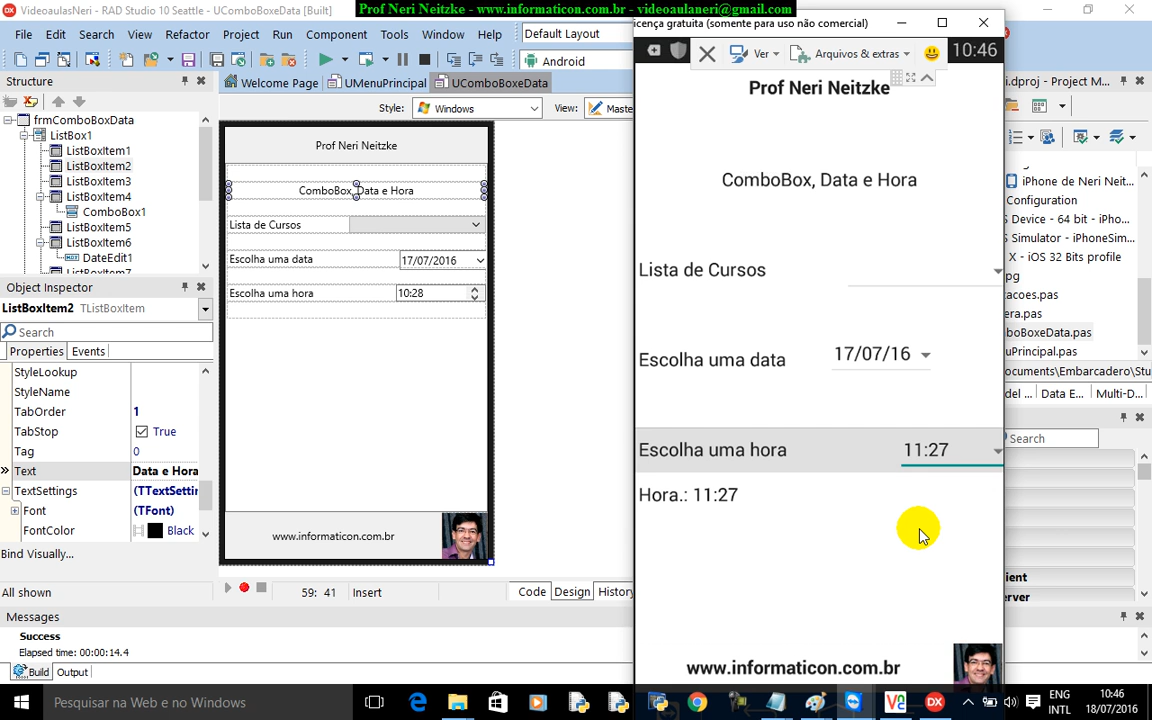 RAD Studio 10 Seattle - UComboBoxeData [Built]
Prof Neri Neitzke - www.informaticon.com.br - videoaulaneri@gmail.com
File Edit Search View Refactor Project Run Component Tools Window Help
Default Layout
Android
icença gratuita (somente para uso não comercial)
Ver
Arquivos & extras
10:46
.dproj - Project M...
Structure
Welcome Page
UMenuPrincipal
UComboBoxeData
Style:
Windows
View:
Master
frmComboBoxData
ListBox1
ListBoxItem1
ListBoxItem2
ListBoxItem3
ListBoxItem4
ComboBox1
ListBoxItem5
ListBoxItem6
DateEdit1
ListBoxItem7
Object Inspector
ListBoxItem2 TListBoxItem
Search
Properties
Events
StyleLookup
StyleName
TabOrder
1
TabStop
True
Tag
0
Text
Data e Hora
TextSettings
(TTextSettin
Font
(TFont)
FontColor
Black
Bind Visually...
All shown
Prof Neri Neitzke
ComboBox, Data e Hora
Lista de Cursos
Escolha uma data
17/07/2016
Escolha uma hora
10:28
www.informaticon.com.br
59: 41
Insert
Code
Design
History
Prof Neri Neitzke
ComboBox, Data e Hora
Lista de Cursos
Escolha uma data
17/07/16
Escolha uma hora
11:27
Hora.: 11:27
www.informaticon.com.br
iPhone de Neri Neit...
Configuration
S Device - 64 bit - iPho...
S Simulator - iPhoneSim...
X - iOS 32 Bits profile
pg
tacoes.pas
era.pas
boBoxeData.pas
uPrincipal.pas
ocuments\Embarcadero\Stu
del ...
Data E...
Multi-D...
Search
ient
erver
Messages
Success
Elapsed time: 00:00:14.4
Build
Output
Pesquisar na Web e no Windows
ENG
INTL
10:46
18/07/2016